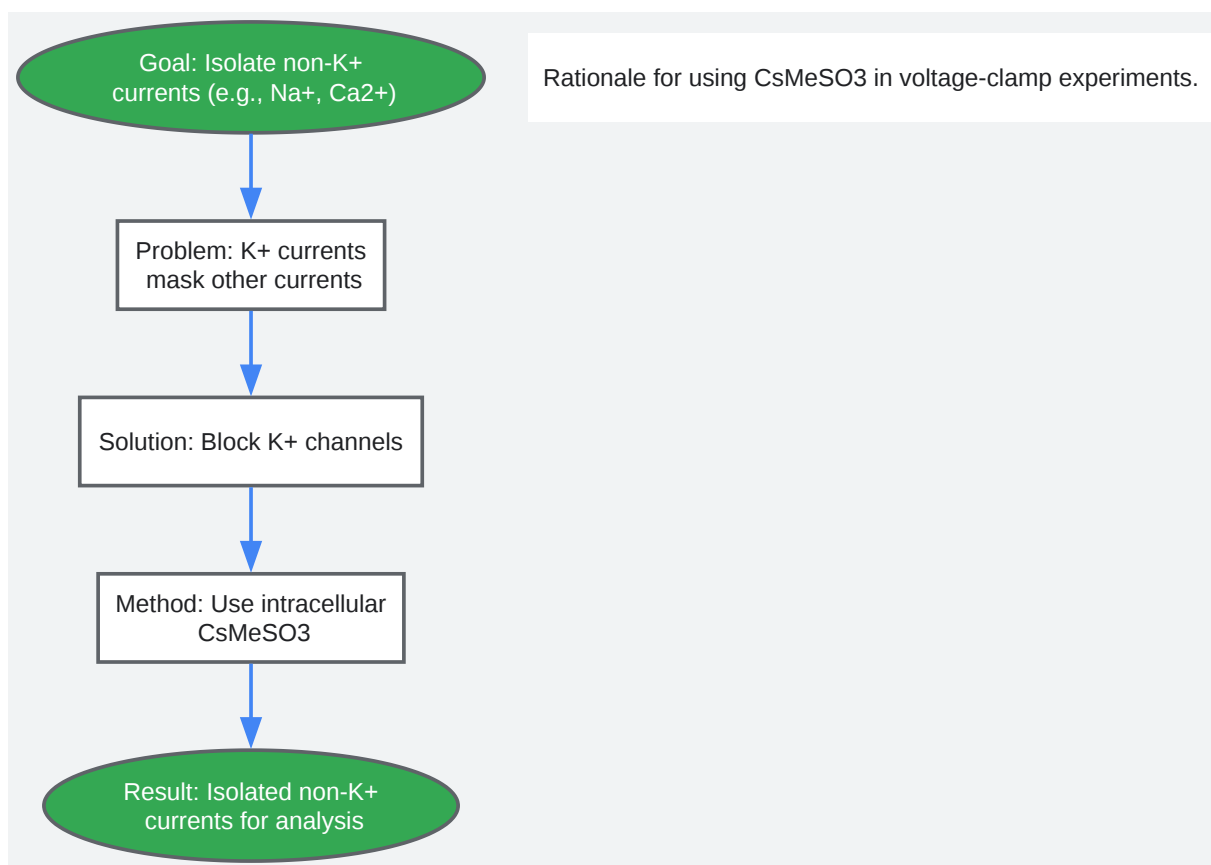 Goal: Isolate non-K+
currents (e.g., Na+, Ca2+)
Rationale for using CsMeSO3 in voltage-clamp experiments.
Problem: K+ currents
mask other currents
Solution: Block K+ channels
Method: Use intracellular
CsMeSO3
Result: Isolated non-K+
currents for analysis